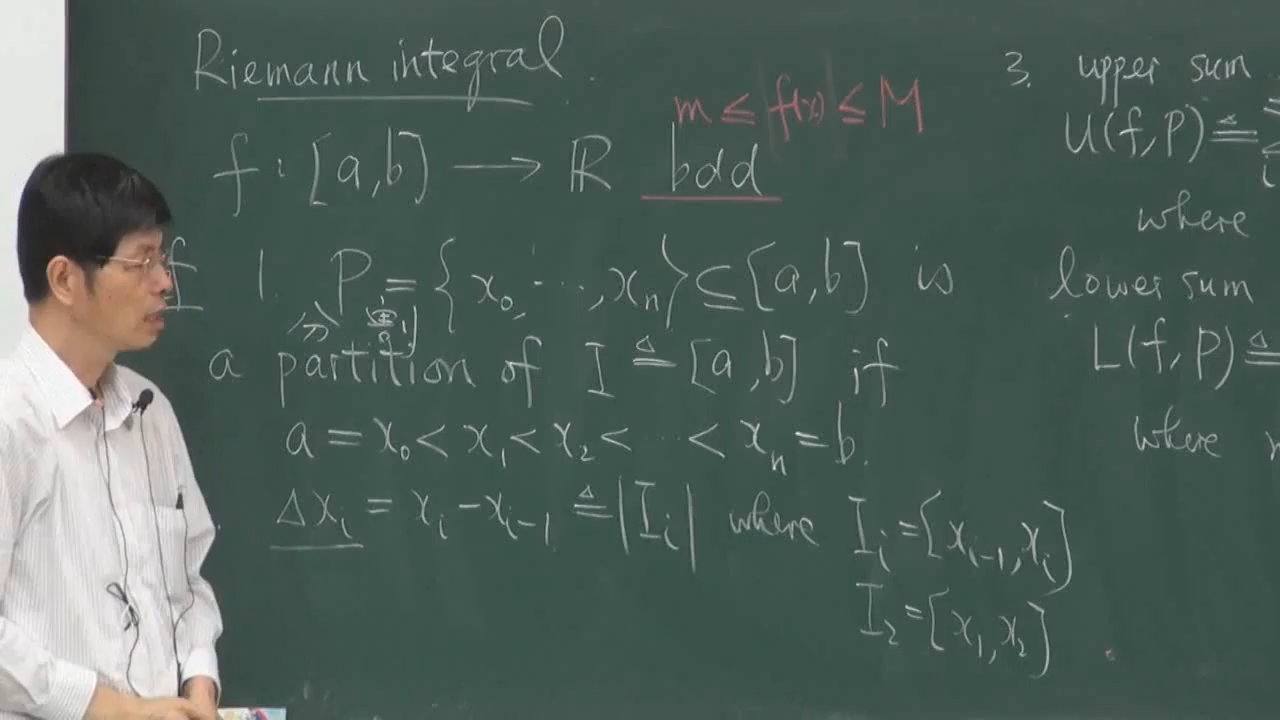 Riemann integral.
m ≤ |f(x)| ≤ M
f : [a,b] → ℝ bdd
f 1. P = {x₀, ⋯, xₙ} ⊆ [a,b] is
a partition of I ≜ [a,b] if
a = x₀ < x₁ < x₂ < ⋯ < xₙ = b.
Δxᵢ = xᵢ − xᵢ₋₁ ≜ |Iᵢ| where Iᵢ = [xᵢ₋₁, xᵢ]
I₂ = [x₁, x₂]
3. upper sum
U(f,P) ≜
where
lower sum
L(f,P) ≜
where